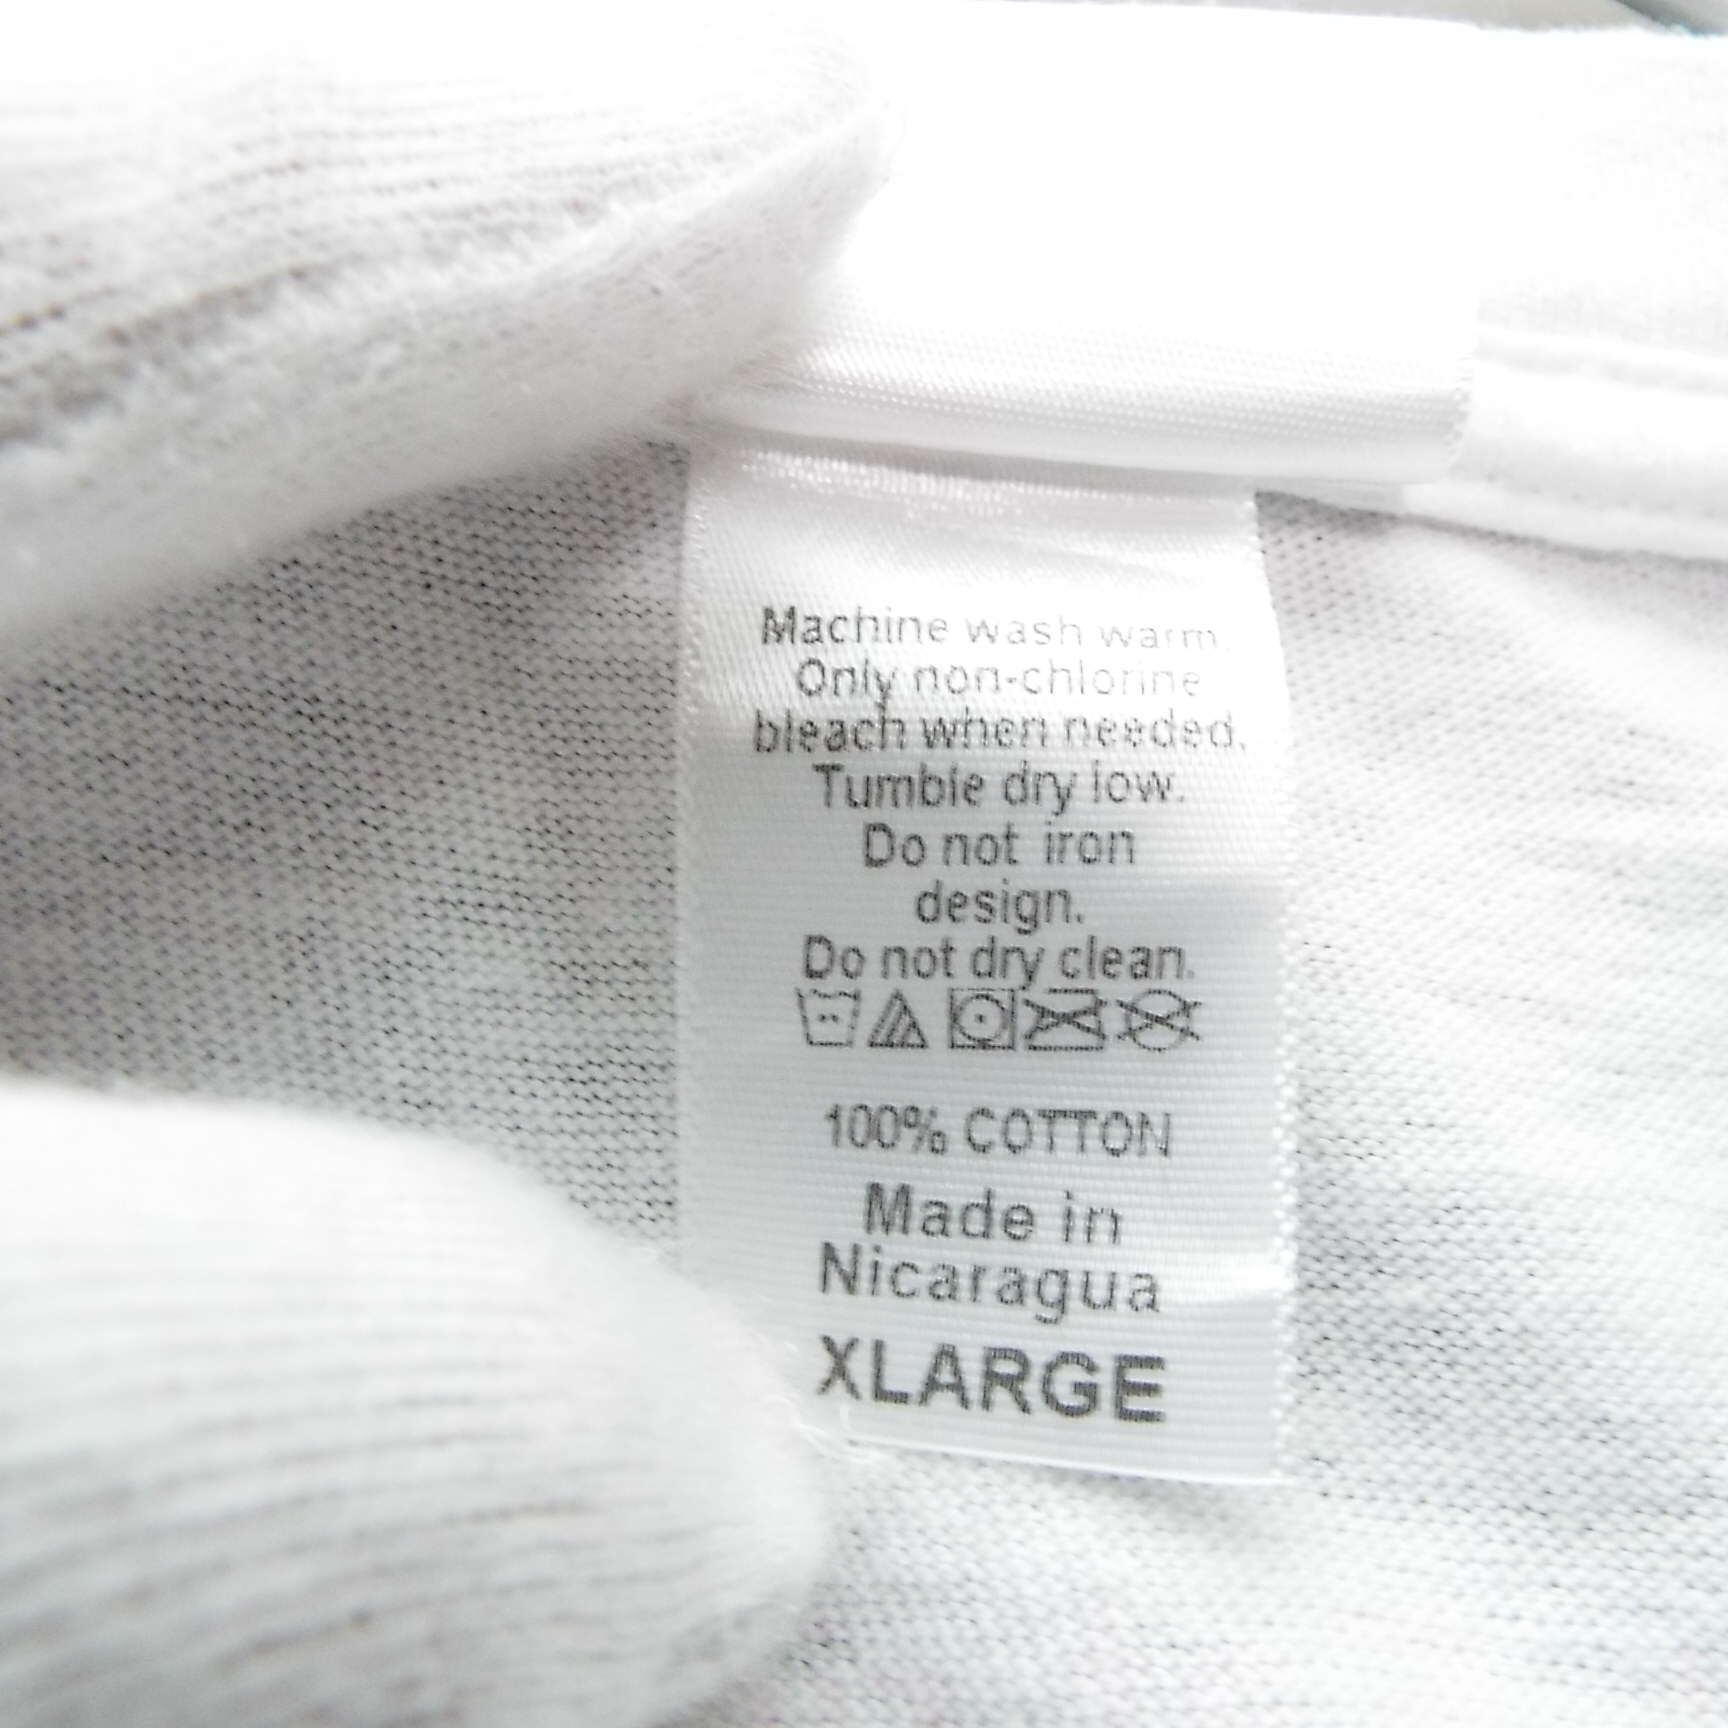 Machine wash warm.
Only non-chlorine
bleach when needed.
Tumble dry low.
Do not iron
design.
Do not dry clean.
100% COTTON
Made in
Nicaragua
XLARGE